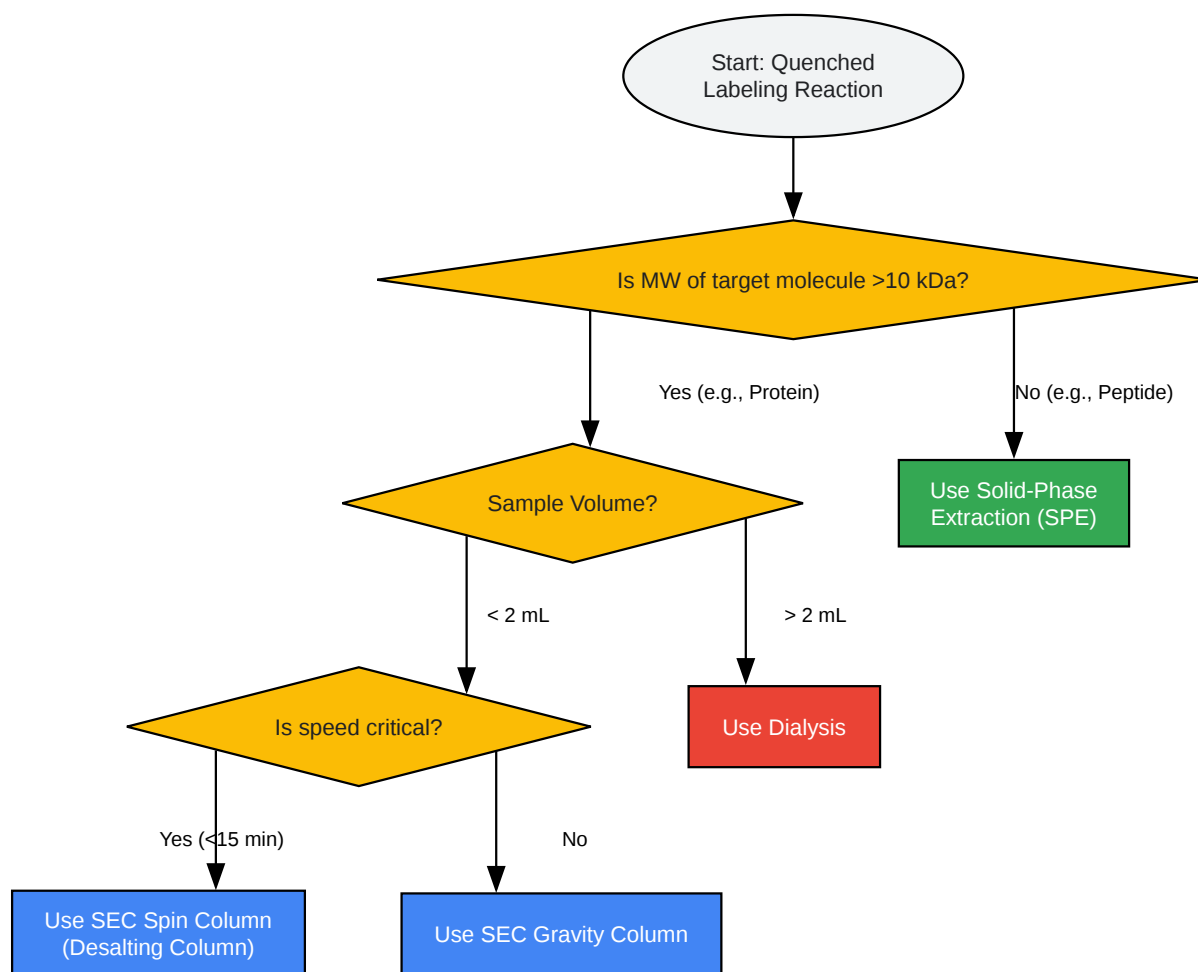 Start: Quenched
Labeling Reaction
Is MW of target molecule >10 kDa?
Yes (e.g., Protein)
No (e.g., Peptide)
Sample Volume?
Use Solid-Phase
Extraction (SPE)
< 2 mL
> 2 mL
Is speed critical?
Use Dialysis
Yes (<15 min)
No
Use SEC Spin Column
(Desalting Column)
Use SEC Gravity Column